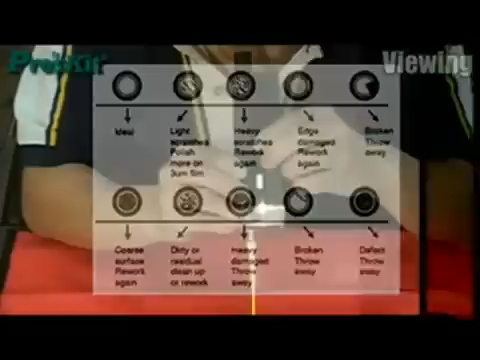 Pro'sKit
Viewing
Ideal
Light
scratches
Polish
more on
3um film
Heavy
scratches
Rework
again
Edge
damaged
Rework
again
Broken
Throw
away
Coarse
surface
Rework
again
Dirty or
residual
clean up
or rework
Heavy
damaged
Throw
away
Broken
Throw
away
Defect
Throw
away